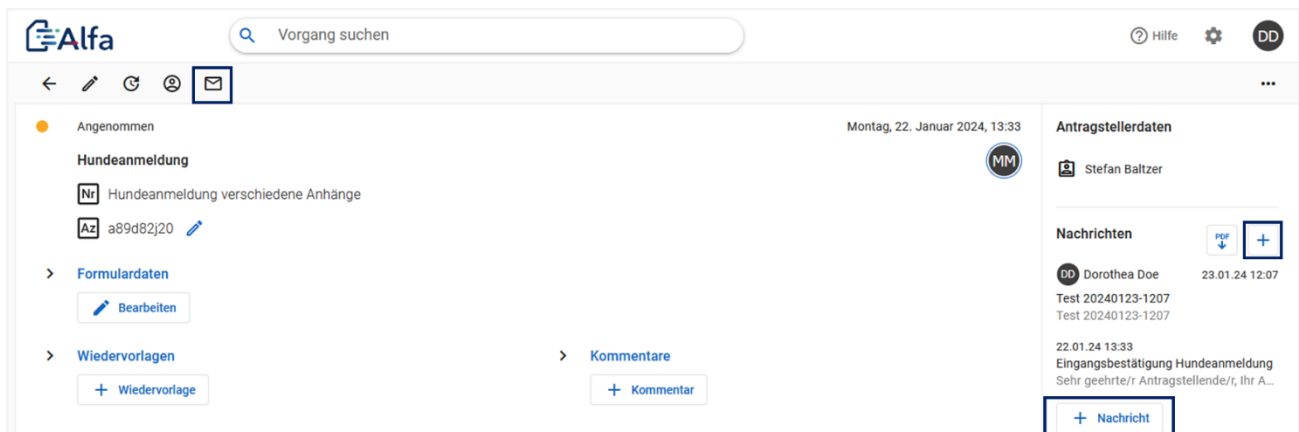 Alfa
Vorgang suchen
Hilfe
DD
Angenommen
Montag, 22. Januar 2024, 13:33
Hundeanmeldung
MM
Nr Hundeanmeldung verschiedene Anhänge
Az a89d82j20
Formulardaten
Bearbeiten
Wiedervorlagen
+ Wiedervorlage
Kommentare
+ Kommentar
Antragstellerdaten
Stefan Baltzer
Nachrichten
PDF
+
DD Dorothea Doe 23.01.24 12:07
Test 20240123-1207
Test 20240123-1207
22.01.24 13:33
Eingangsbestätigung Hundeanmeldung
Sehr geehrte/r Antragstellende/r, Ihr A...
+ Nachricht